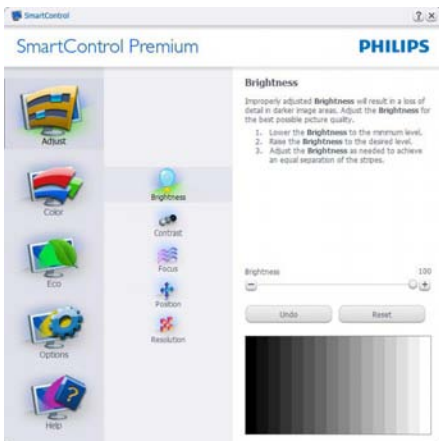 SmartControl
SmartControl Premium
PHILIPS
Adjust
Color
Eco
Options
Help
Brightness
Contrast
Focus
Position
Resolution
Brightness
Improperly adjusted Brightness will result in a loss of
detail in darker image areas. Adjust the Brightness for
the best possible picture quality.
1. Lower the Brightness to the minimum level.
2. Raise the Brightness to the desired level.
3. Adjust the Brightness as needed to achieve
an equal separation of the stripes.
Brightness 100
Undo Reset